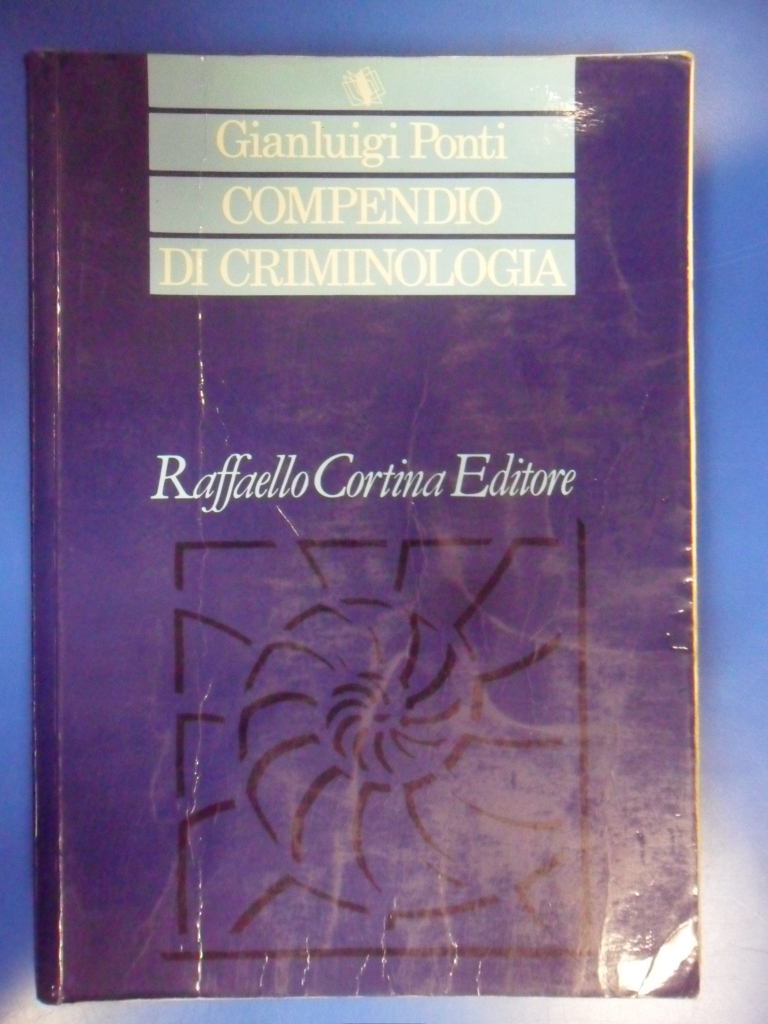 Gianluigi Ponti
COMPENDIO
DI CRIMINOLOGIA
Raffaello Cortina Editore